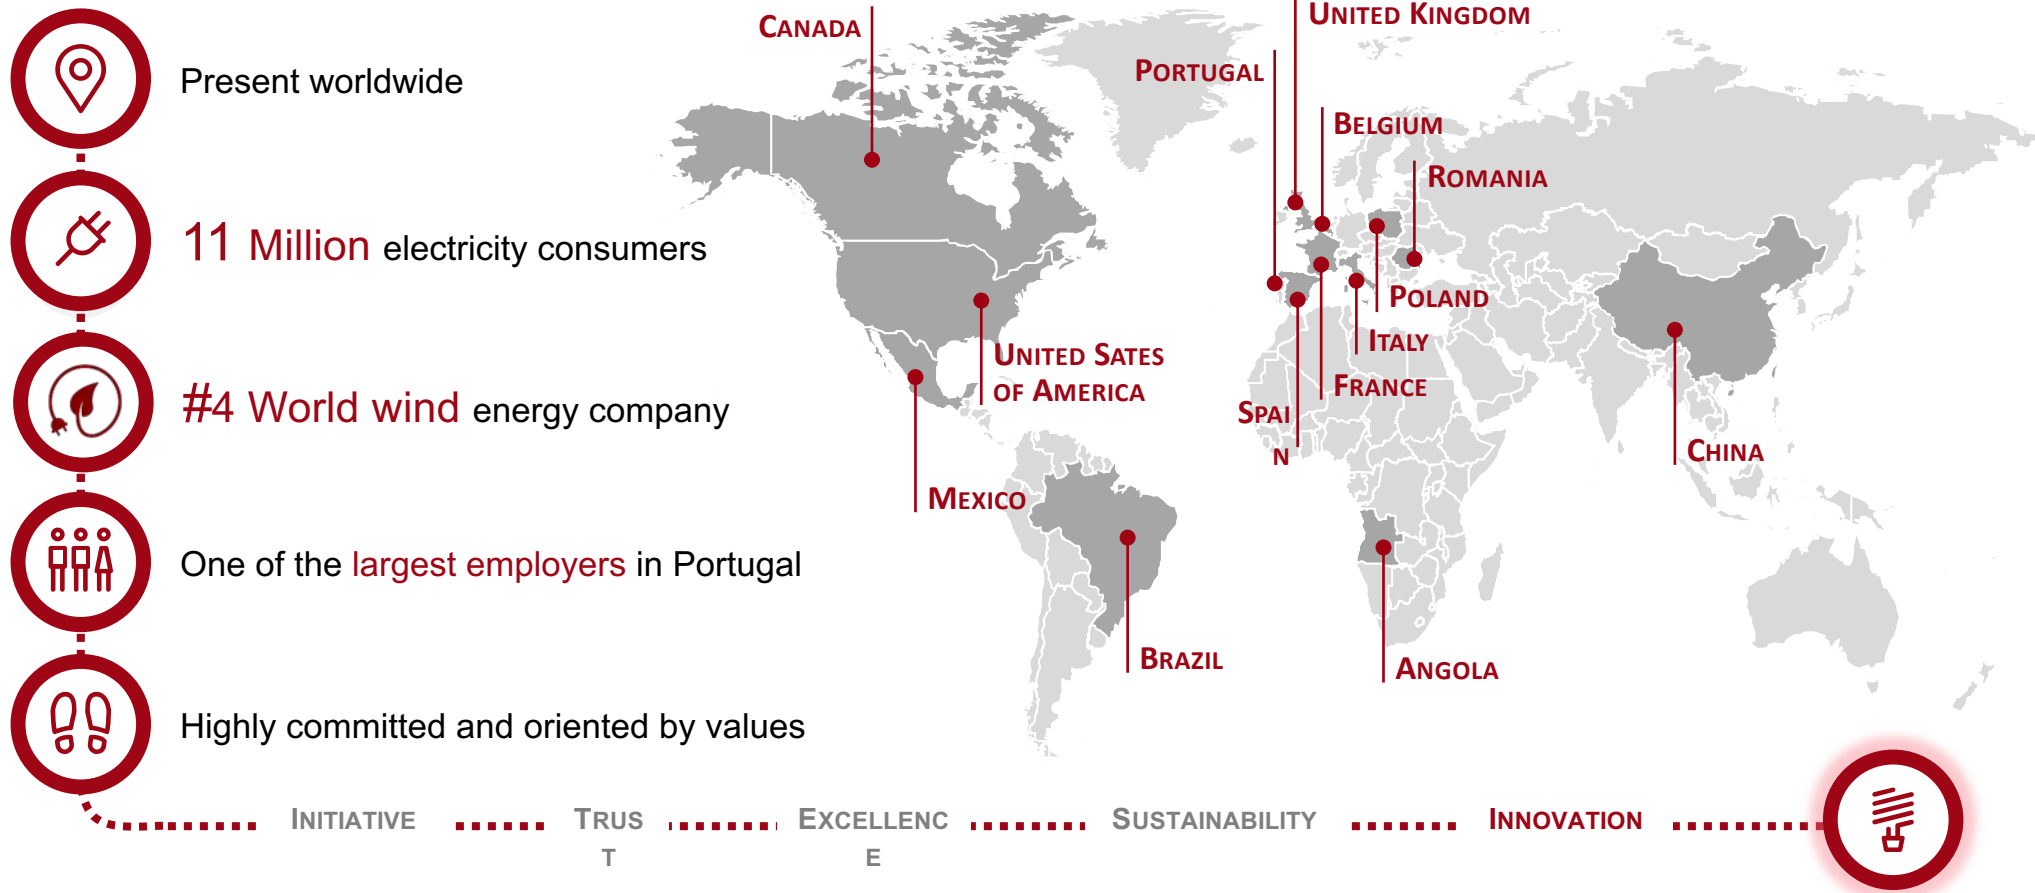 Present worldwide
11 Million electricity consumers
#4 World wind energy company
One of the largest employers in Portugal
Highly committed and oriented by values
CANADA
UNITED KINGDOM
PORTUGAL
BELGIUM
ROMANIA
POLAND
ITALY
FRANCE
SPAI
N
UNITED SATES
OF AMERICA
MEXICO
CHINA
BRAZIL
ANGOLA
INITIATIVE
TRUS
T
EXCELLENC
E
SUSTAINABILITY
INNOVATION